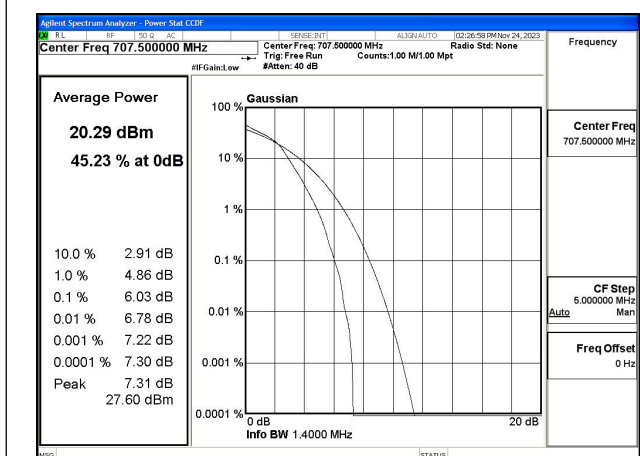 Agilent Spectrum Analyzer - Power Stat CCDF
RL RF 50 Ω AC SENSE:INT ALIGN AUTO 02:26:58 PM Nov 24, 2023
Center Freq 707.500000 MHz
Center Freq: 707.500000 MHz Radio Std: None
Trig: Free Run Counts:1.00 M/1.00 Mpt
#IFGain:Low #Atten: 40 dB
Frequency
Average Power
20.29 dBm
45.23 % at 0dB
10.0 % 2.91 dB
1.0 % 4.86 dB
0.1 % 6.03 dB
0.01 % 6.78 dB
0.001 % 7.22 dB
0.0001 % 7.30 dB
Peak 7.31 dB
27.60 dBm
Gaussian
100 %
10 %
1 %
0.1 %
0.01 %
0.001 %
0.0001 %
0 dB 20 dB
Info BW 1.4000 MHz
Center Freq
707.500000 MHz
CF Step
5.000000 MHz
Auto Man
Freq Offset
0 Hz
MSG STATUS